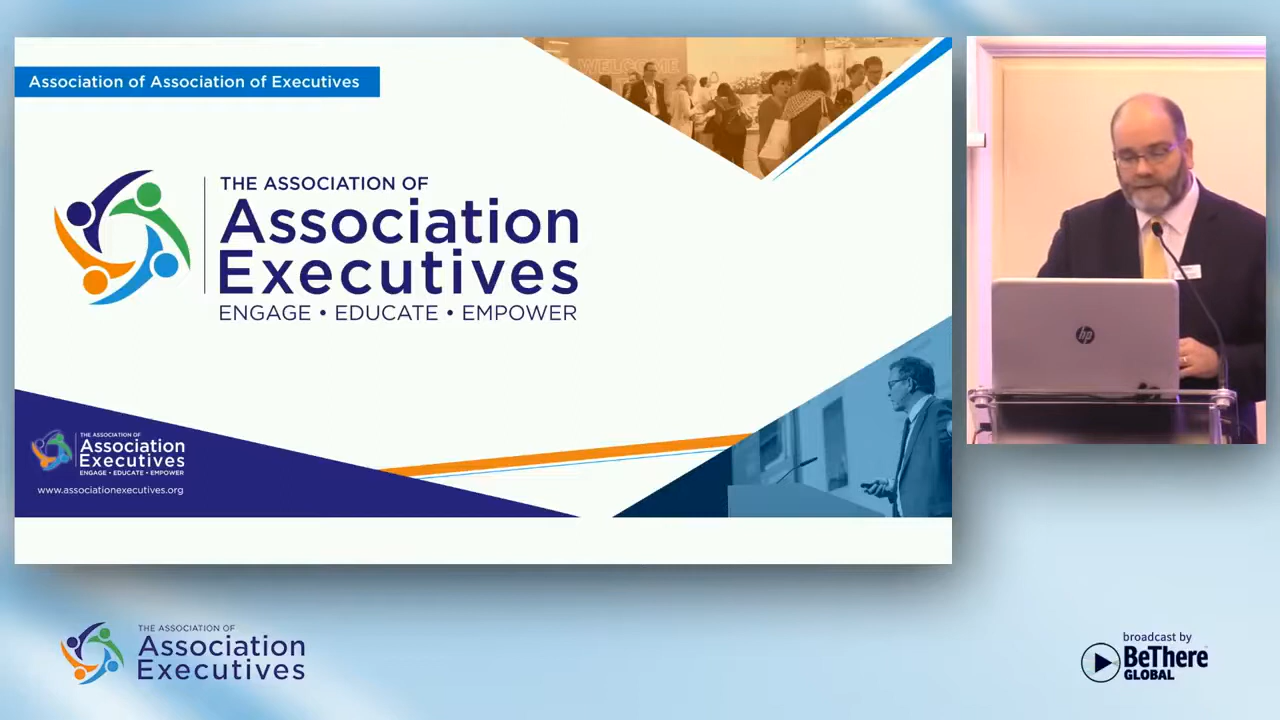 Association of Association of Executives
WELCOME
THE ASSOCIATION OF
Association
Executives
ENGAGE • EDUCATE • EMPOWER
THE ASSOCIATION OF
Association
Executives
ENGAGE • EDUCATE • EMPOWER
www.associationexecutives.org
hp
THE ASSOCIATION OF
Association
Executives
broadcast by
BeThere
GLOBAL